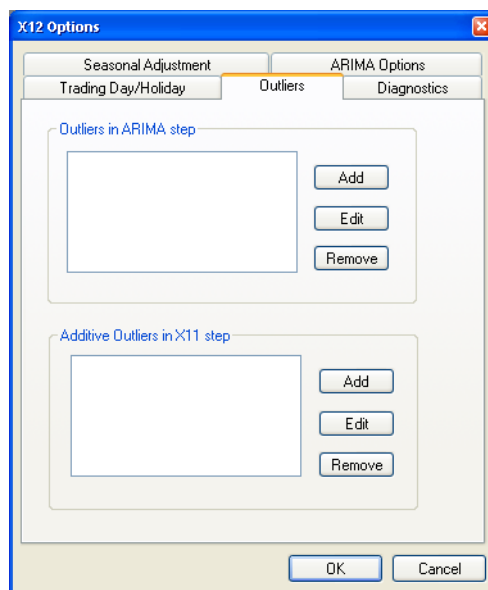 X12 Options
Seasonal Adjustment
ARIMA Options
Trading Day/Holiday
Outliers
Diagnostics
Outliers in ARIMA step
Add
Edit
Remove
Additive Outliers in X11 step
Add
Edit
Remove
OK
Cancel